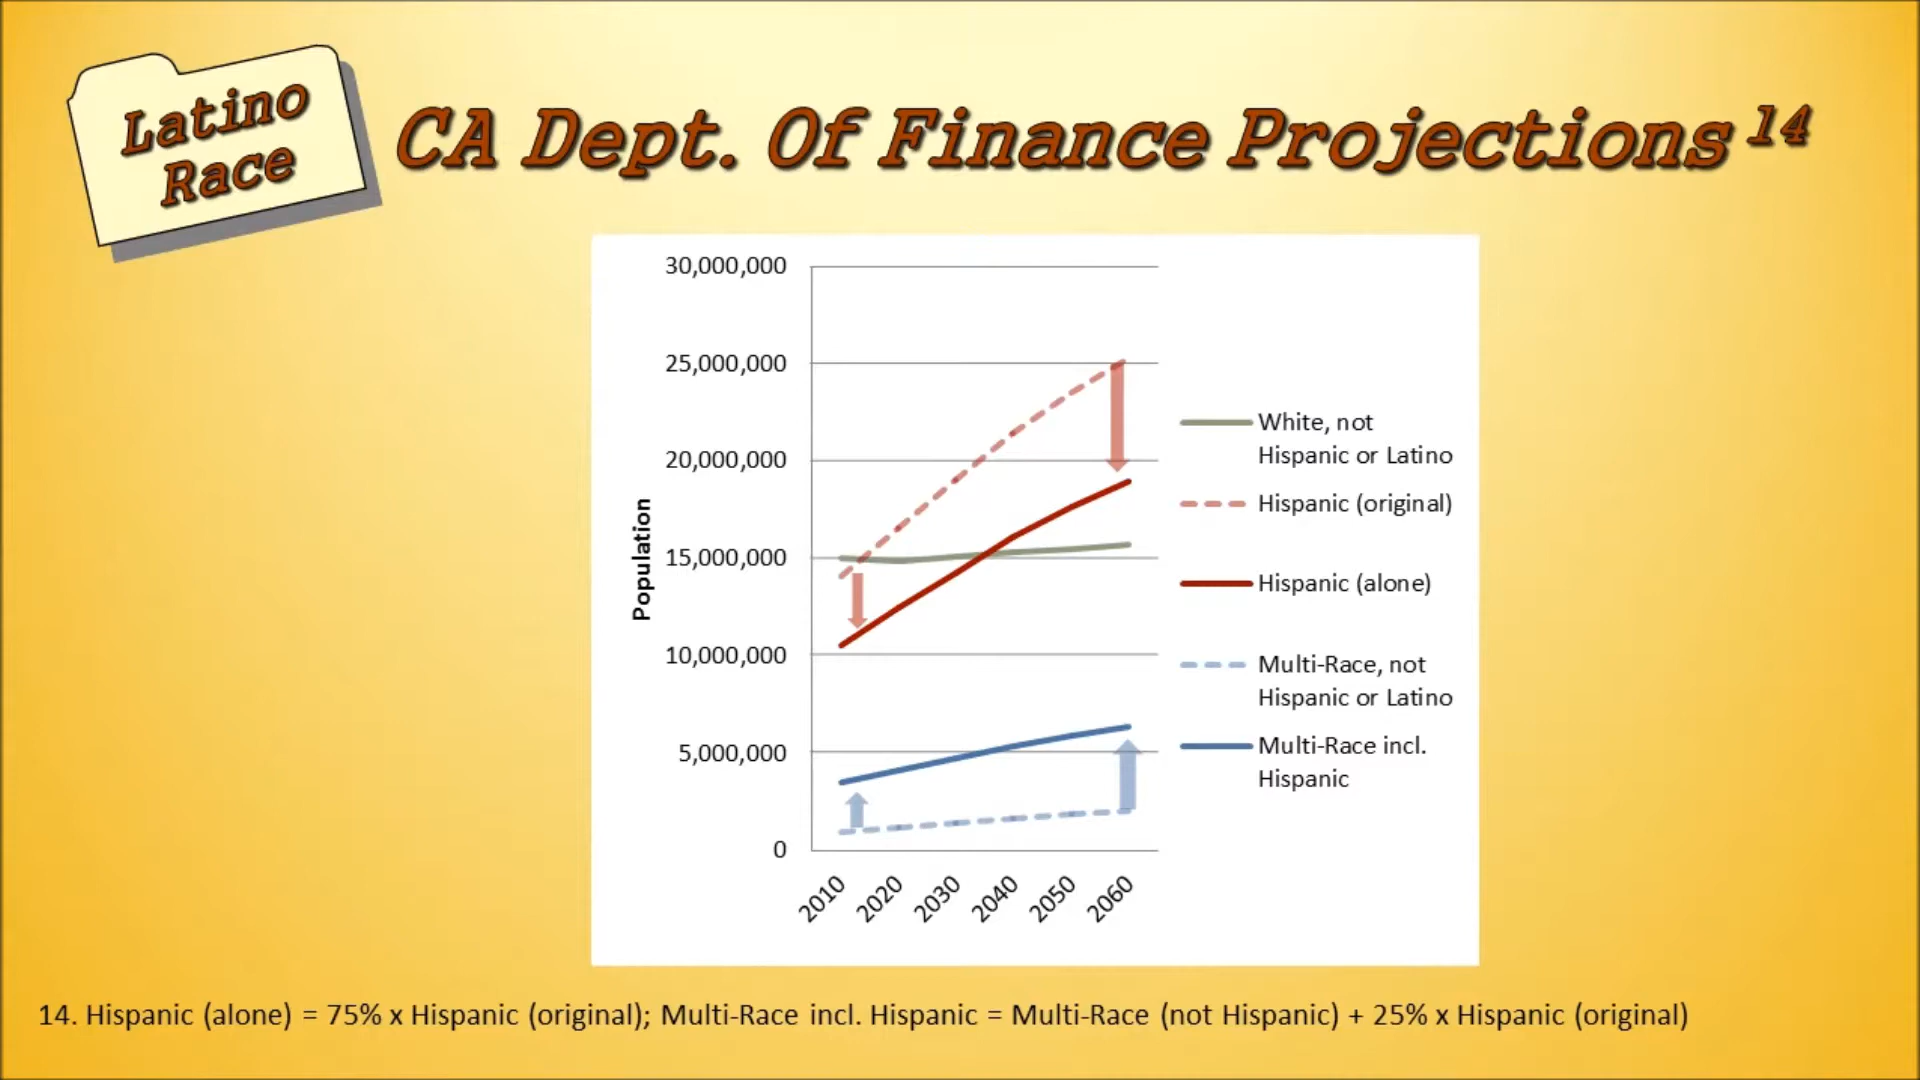 Latino
Race
CA Dept. Of Finance Projections 14
30,000,000
25,000,000
20,000,000
15,000,000
10,000,000
5,000,000
0
Population
2010
2020
2030
2040
2050
2060
White, not
Hispanic or Latino
Hispanic (original)
Hispanic (alone)
Multi-Race, not
Hispanic or Latino
Multi-Race incl.
Hispanic
14. Hispanic (alone) = 75% x Hispanic (original); Multi-Race incl. Hispanic = Multi-Race (not Hispanic) + 25% x Hispanic (original)